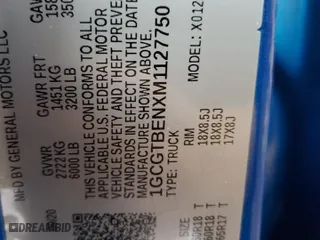 MFD BY GENERAL MOTORS LLC
GAWR FRT
1451 KG
3200 LB
GVWR
2722 KG
6000 LB
THIS VEHICLE CONFORMS TO ALL
APPLICABLE U.S. FEDERAL MOTOR
VEHICLE SAFETY AND THEFT PREVE
STANDARDS IN EFFECT ON THE DATE
MANUFACTURE SHOWN ABOVE.
1GCGTBENXM1127750
TYPE: TRUCK
MODEL: X012
SIZE
RIM
18X8.5J
18X8.5J
17X8J
DREAMBID